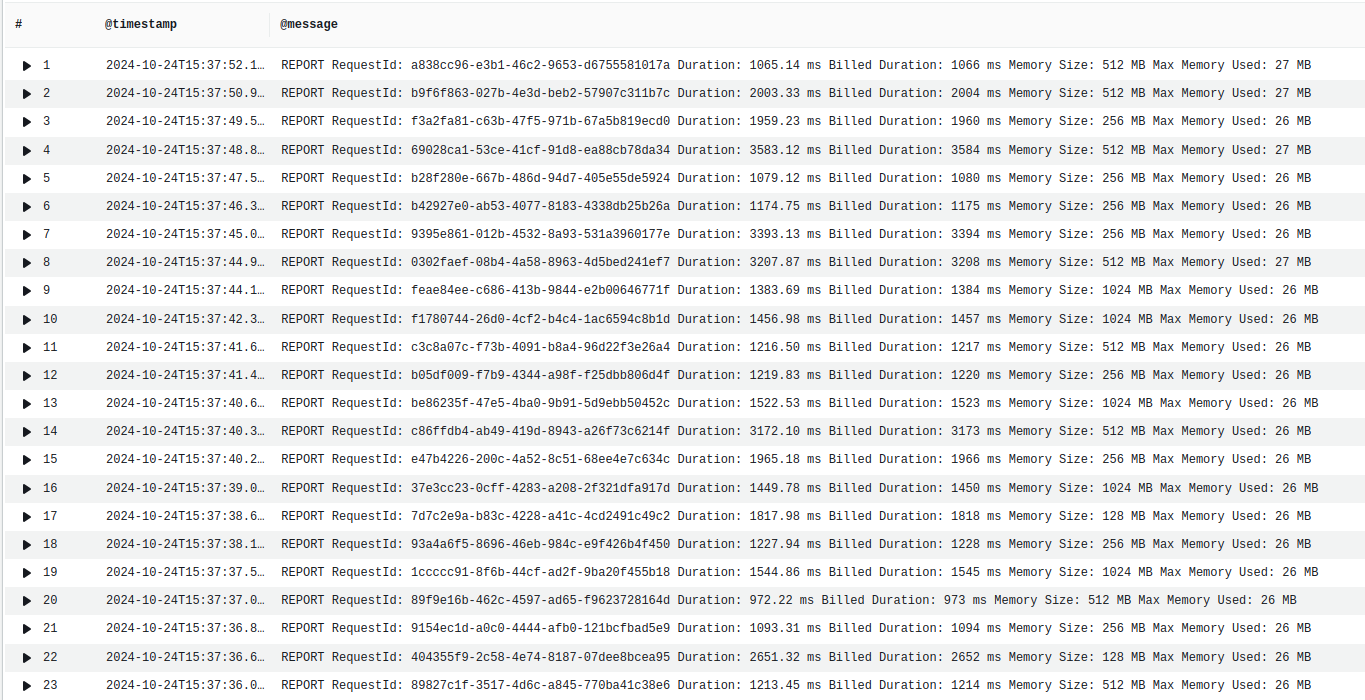 # @timestamp @message
1 2024-10-24T15:37:52.1… REPORT RequestId: a838cc96-e3b1-46c2-9653-d6755581017a Duration: 1065.14 ms Billed Duration: 1066 ms Memory Size: 512 MB Max Memory Used: 27 MB
2 2024-10-24T15:37:50.9… REPORT RequestId: b9f6f863-027b-4e3d-beb2-57907c311b7c Duration: 2003.33 ms Billed Duration: 2004 ms Memory Size: 512 MB Max Memory Used: 27 MB
3 2024-10-24T15:37:49.5… REPORT RequestId: f3a2fa81-c63b-47f5-971b-67a5b819ecd0 Duration: 1959.23 ms Billed Duration: 1960 ms Memory Size: 256 MB Max Memory Used: 26 MB
4 2024-10-24T15:37:48.8… REPORT RequestId: 69028ca1-53ce-41cf-91d8-ea88cb78da34 Duration: 3583.12 ms Billed Duration: 3584 ms Memory Size: 512 MB Max Memory Used: 27 MB
5 2024-10-24T15:37:47.5… REPORT RequestId: b28f280e-667b-486d-94d7-405e55de5924 Duration: 1079.12 ms Billed Duration: 1080 ms Memory Size: 256 MB Max Memory Used: 26 MB
6 2024-10-24T15:37:46.3… REPORT RequestId: b42927e0-ab53-4077-8183-4338db25b26a Duration: 1174.75 ms Billed Duration: 1175 ms Memory Size: 256 MB Max Memory Used: 26 MB
7 2024-10-24T15:37:45.0… REPORT RequestId: 9395e861-012b-4532-8a93-531a3960177e Duration: 3393.13 ms Billed Duration: 3394 ms Memory Size: 256 MB Max Memory Used: 26 MB
8 2024-10-24T15:37:44.9… REPORT RequestId: 0302faef-08b4-4a58-8963-4d5bed241ef7 Duration: 3207.87 ms Billed Duration: 3208 ms Memory Size: 512 MB Max Memory Used: 27 MB
9 2024-10-24T15:37:44.1… REPORT RequestId: feae84ee-c686-413b-9844-e2b00646771f Duration: 1383.69 ms Billed Duration: 1384 ms Memory Size: 1024 MB Max Memory Used: 26 MB
10 2024-10-24T15:37:42.3… REPORT RequestId: f1780744-26d0-4cf2-b4c4-1ac6594c8b1d Duration: 1456.98 ms Billed Duration: 1457 ms Memory Size: 1024 MB Max Memory Used: 26 MB
11 2024-10-24T15:37:41.6… REPORT RequestId: c3c8a07c-f73b-4091-b8a4-96d22f3e26a4 Duration: 1216.50 ms Billed Duration: 1217 ms Memory Size: 512 MB Max Memory Used: 26 MB
12 2024-10-24T15:37:41.4… REPORT RequestId: b05df009-f7b9-4344-a98f-f25dbb806d4f Duration: 1219.83 ms Billed Duration: 1220 ms Memory Size: 256 MB Max Memory Used: 26 MB
13 2024-10-24T15:37:40.6… REPORT RequestId: be86235f-47e5-4ba0-9b91-5d9ebb50452c Duration: 1522.53 ms Billed Duration: 1523 ms Memory Size: 1024 MB Max Memory Used: 26 MB
14 2024-10-24T15:37:40.3… REPORT RequestId: c86ffdb4-ab49-419d-8943-a26f73c6214f Duration: 3172.10 ms Billed Duration: 3173 ms Memory Size: 512 MB Max Memory Used: 26 MB
15 2024-10-24T15:37:40.2… REPORT RequestId: e47b4226-200c-4a52-8c51-68ee4e7c634c Duration: 1965.18 ms Billed Duration: 1966 ms Memory Size: 256 MB Max Memory Used: 26 MB
16 2024-10-24T15:37:39.0… REPORT RequestId: 37e3cc23-0cff-4283-a208-2f321dfa917d Duration: 1449.78 ms Billed Duration: 1450 ms Memory Size: 1024 MB Max Memory Used: 26 MB
17 2024-10-24T15:37:38.6… REPORT RequestId: 7d7c2e9a-b83c-4228-a41c-4cd2491c49c2 Duration: 1817.98 ms Billed Duration: 1818 ms Memory Size: 128 MB Max Memory Used: 26 MB
18 2024-10-24T15:37:38.1… REPORT RequestId: 93a4a6f5-8696-46eb-984c-e9f426b4f450 Duration: 1227.94 ms Billed Duration: 1228 ms Memory Size: 256 MB Max Memory Used: 26 MB
19 2024-10-24T15:37:37.5… REPORT RequestId: 1ccccc91-8f6b-44cf-ad2f-9ba20f455b18 Duration: 1544.86 ms Billed Duration: 1545 ms Memory Size: 1024 MB Max Memory Used: 26 MB
20 2024-10-24T15:37:37.0… REPORT RequestId: 89f9e16b-462c-4597-ad65-f9623728164d Duration: 972.22 ms Billed Duration: 973 ms Memory Size: 512 MB Max Memory Used: 26 MB
21 2024-10-24T15:37:36.8… REPORT RequestId: 9154ec1d-a0c0-4444-afb0-121bcfbad5e9 Duration: 1093.31 ms Billed Duration: 1094 ms Memory Size: 256 MB Max Memory Used: 26 MB
22 2024-10-24T15:37:36.6… REPORT RequestId: 404355f9-2c58-4e74-8187-07dee8bcea95 Duration: 2651.32 ms Billed Duration: 2652 ms Memory Size: 128 MB Max Memory Used: 26 MB
23 2024-10-24T15:37:36.0… REPORT RequestId: 89827c1f-3517-4d6c-a845-770ba41c38e6 Duration: 1213.45 ms Billed Duration: 1214 ms Memory Size: 512 MB Max Memory Used: 26 MB